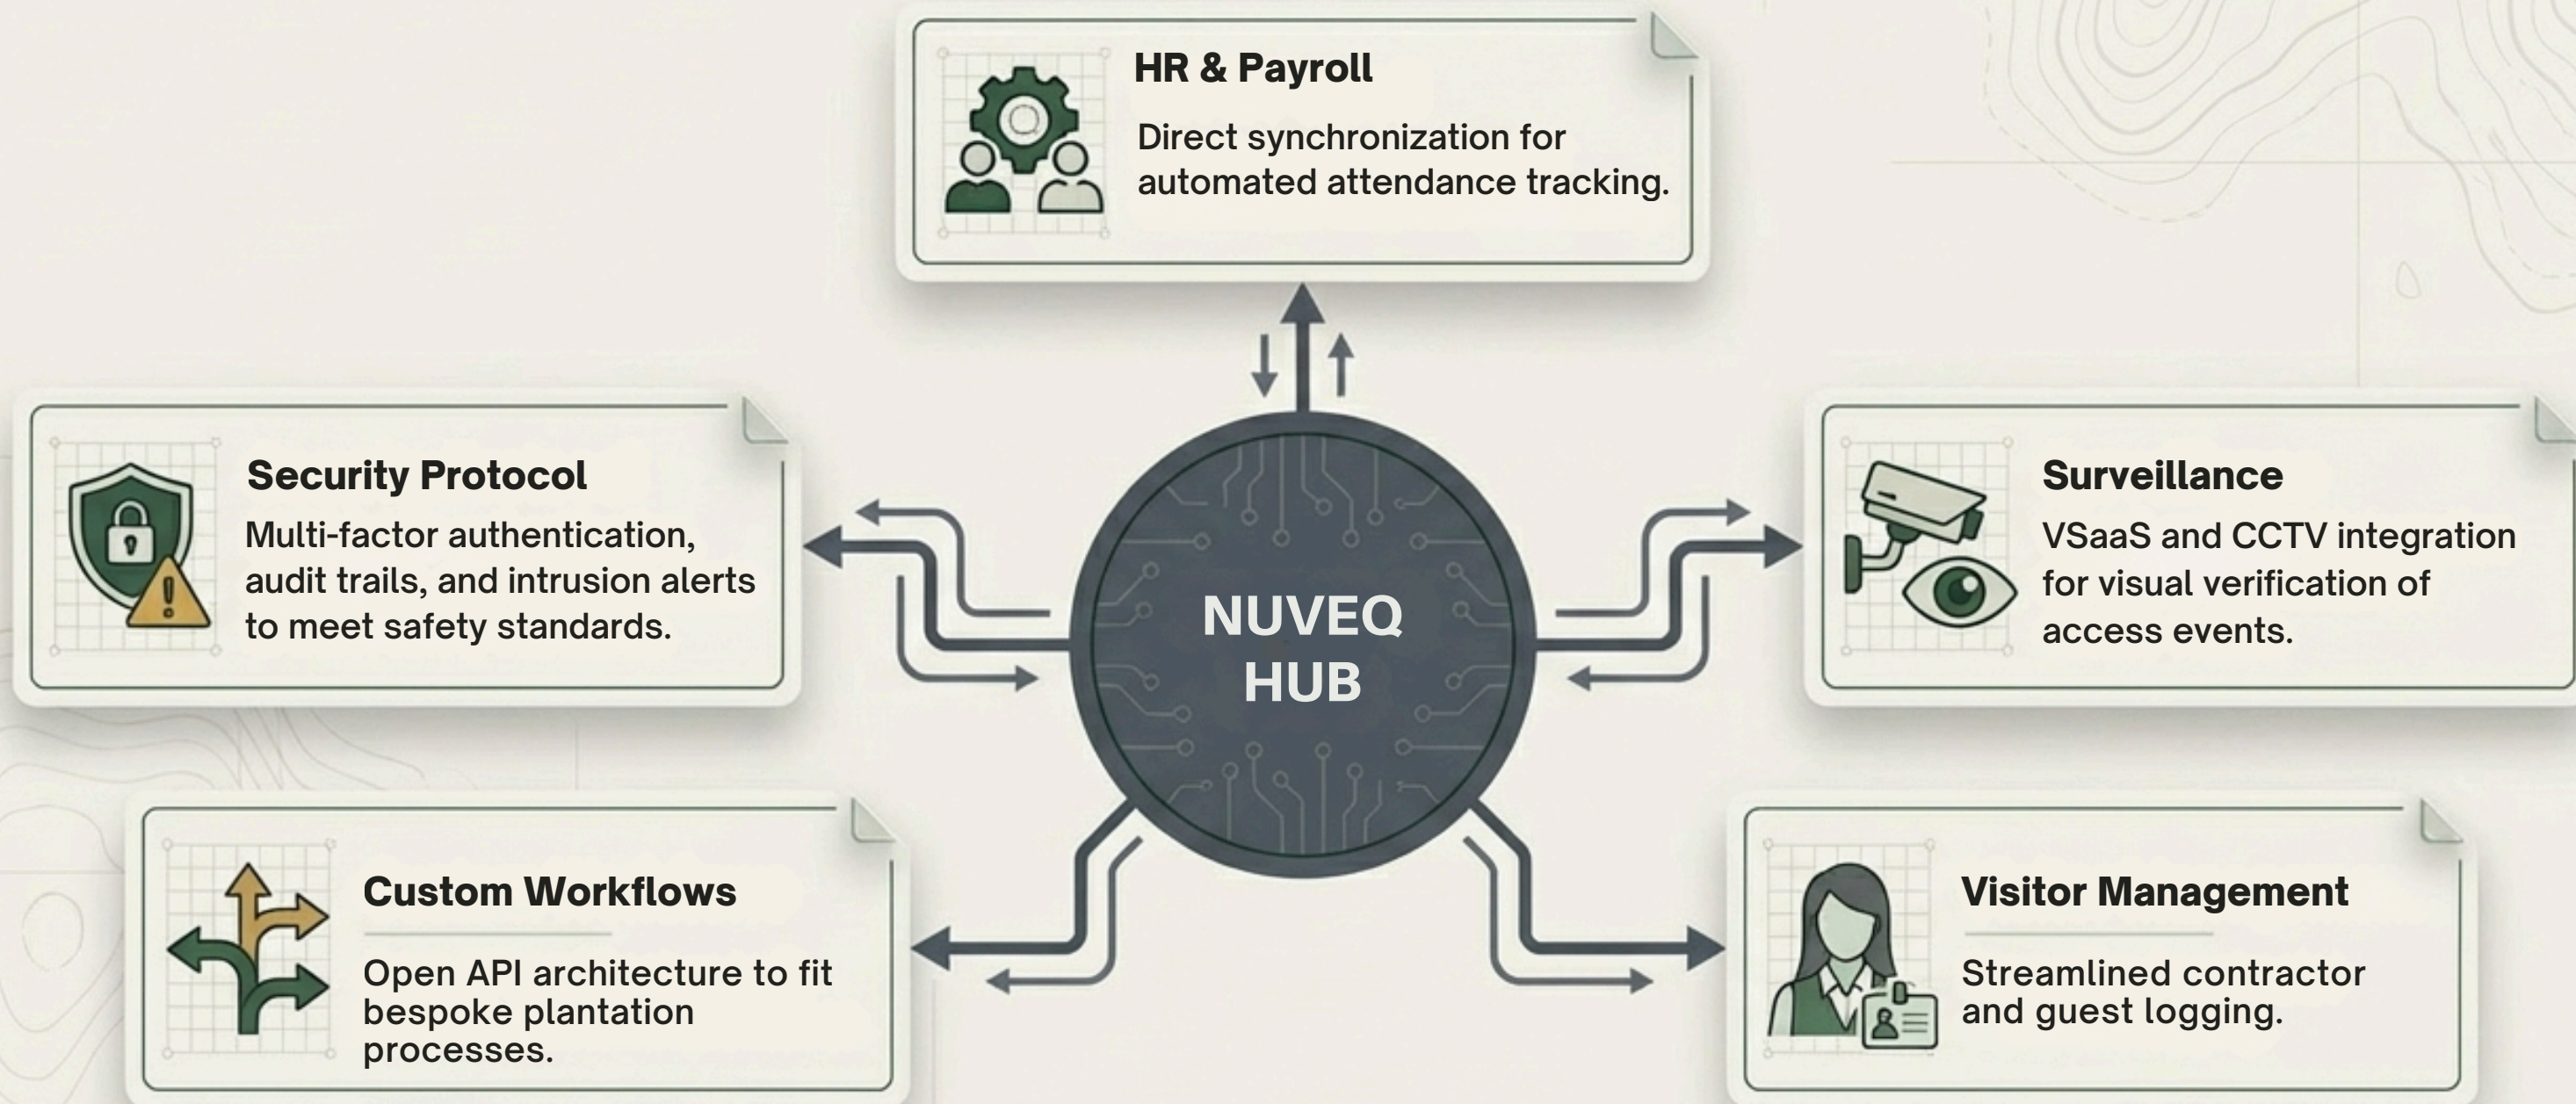 HR & Payroll
Direct synchronization for
automated attendance tracking.
Security Protocol
Multi-factor authentication,
audit trails, and intrusion alerts
to meet safety standards.
NUVEQ
HUB
Surveillance
VSaaS and CCTV integration
for visual verification of
access events.
Custom Workflows
Open API architecture to fit
bespoke plantation
processes.
Visitor Management
Streamlined contractor
and guest logging.